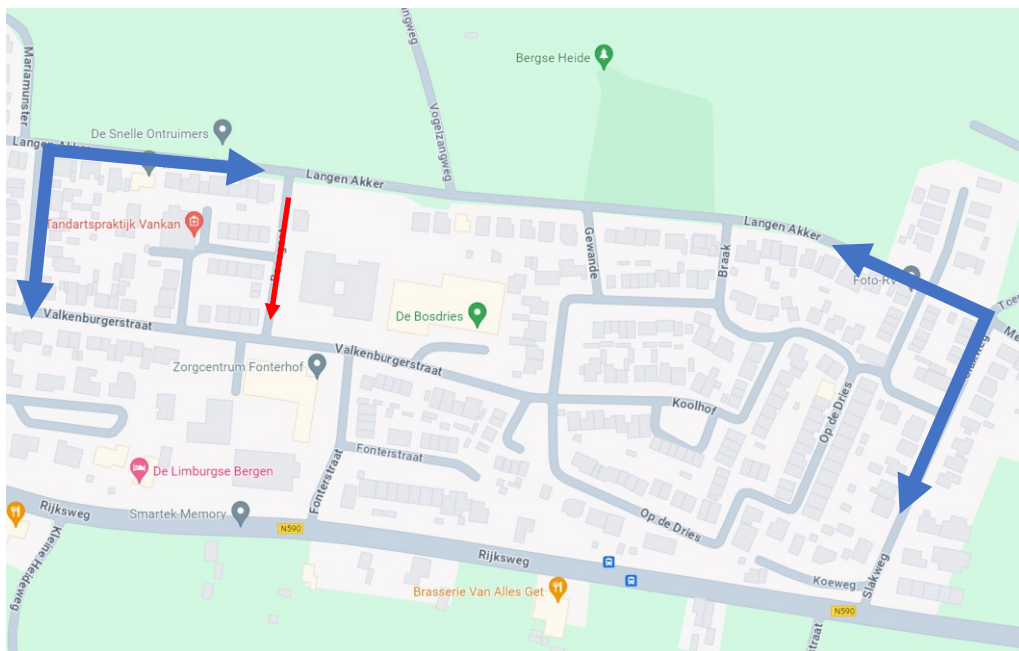 Mariamunster
Vogelzangweg
Bergse Heide
De Snelle Ontruimers
Langen Akker
Langen Akker
Tandartspraktijk Vankan
Gewande
Braak
Langen Akker
Foto-RV
Slakweg
Valkenburgerstraat
De Bosdries
Valkenburgerstraat
Zorgcentrum Fonterhof
Koolhof
Op de Dries
Fonterstraat
De Limburgse Bergen
Fonterstraat
Rijksweg
Smartek Memory
N590
Op de Dries
Kleine Heideweg
Rijksweg
Koeweg
Slakweg
Brasserie Van Alles Get
N590